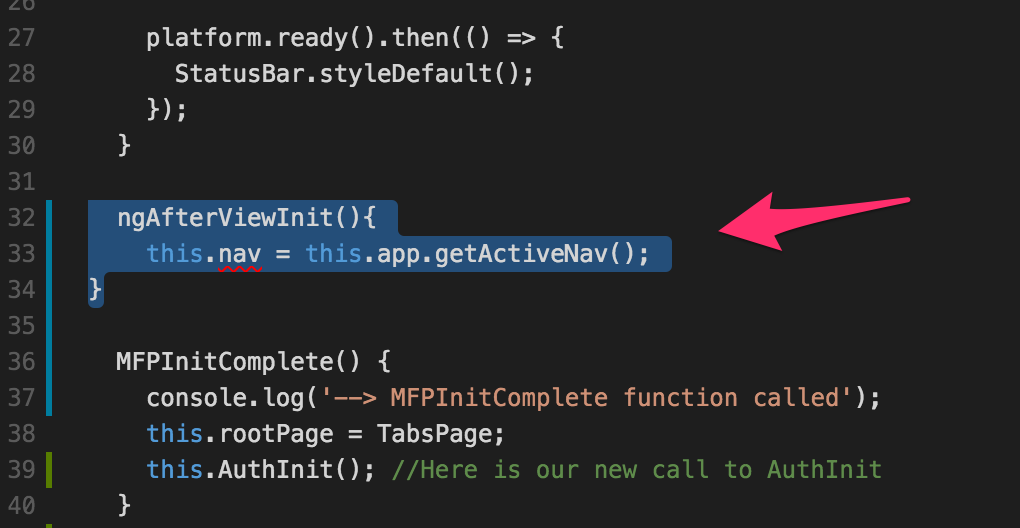 26
27 platform.ready().then(() => {
28 StatusBar.styleDefault();
29 });
30 }
31
32 ngAfterViewInit(){
33 this.nav = this.app.getActiveNav();
34 }
35
36 MFPInitComplete() {
37 console.log('--> MFPInitComplete function called');
38 this.rootPage = TabsPage;
39 this.AuthInit(); //Here is our new call to AuthInit
40 }